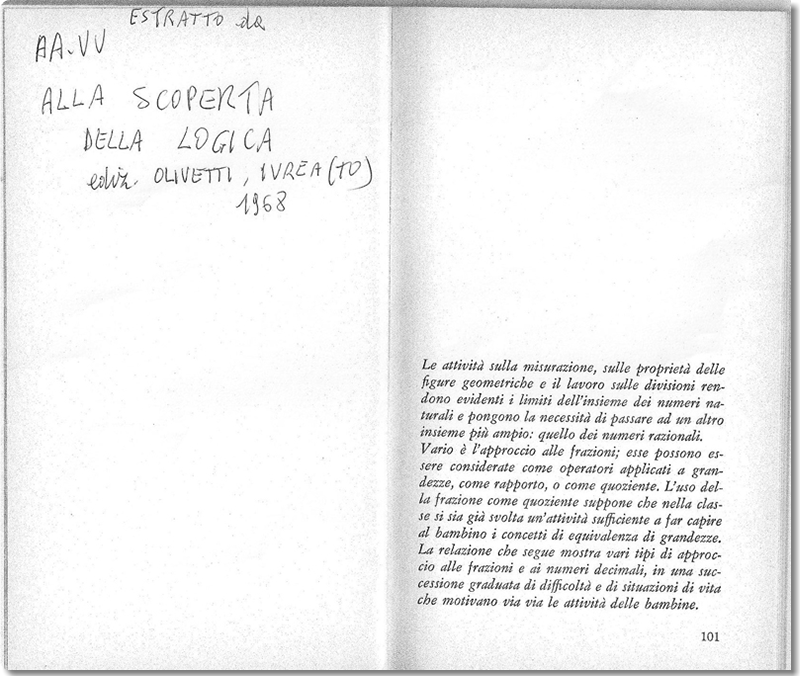 ESTRATTO da
AA.VV
ALLA SCOPERTA
DELLA LOGICA
ediz. OLIVETTI, IVREA (TO)
1968
Le attività sulla misurazione, sulle proprietà delle
figure geometriche e il lavoro sulle divisioni ren-
dono evidenti i limiti dell'insieme dei numeri na-
turali e pongono la necessità di passare ad un altro
insieme più ampio: quello dei numeri razionali.
Vario è l'approccio alle frazioni; esse possono es-
sere considerate come operatori applicati a gran-
dezze, come rapporto, o come quoziente. L'uso del-
la frazione come quoziente suppone che nella clas-
se si sia già svolta un'attività sufficiente a far capire
al bambino i concetti di equivalenza di grandezze.
La relazione che segue mostra vari tipi di approc-
cio alle frazioni e ai numeri decimali, in una suc-
cessione graduata di difficoltà e di situazioni di vita
che motivano via via le attività delle bambine.
101